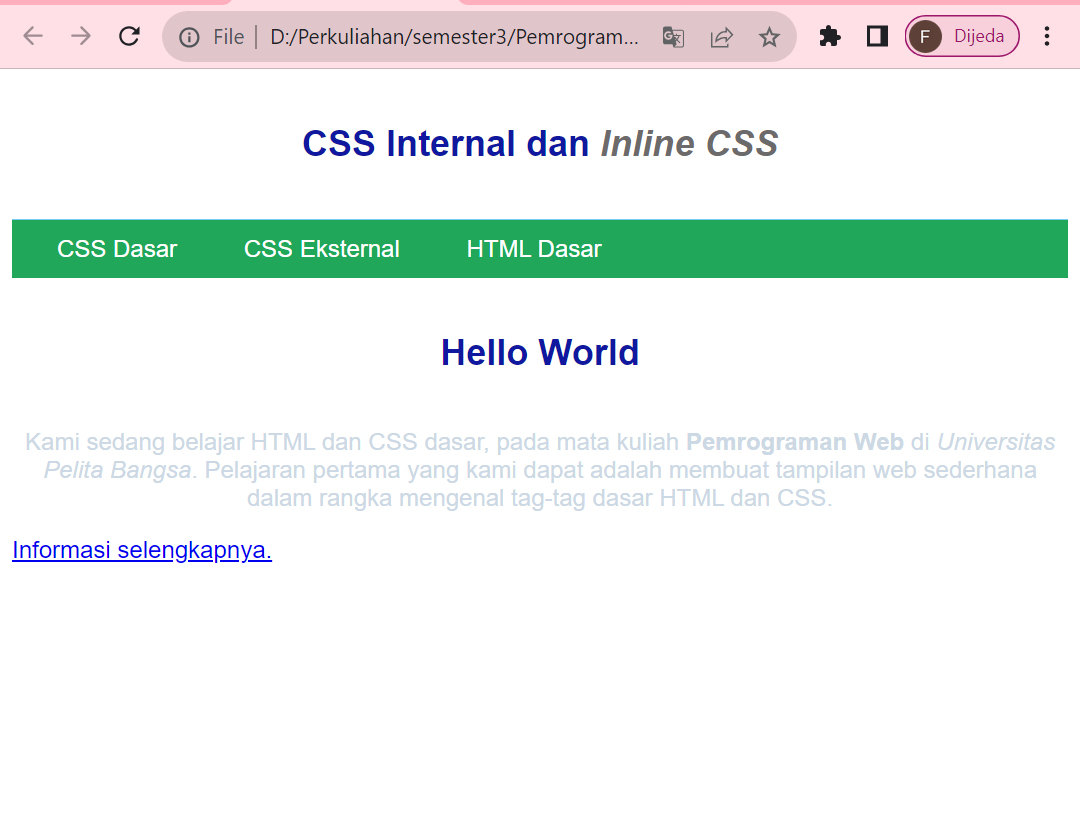 File D:/Perkuliahan/semester3/Pemrogram... F Dijeda
CSS Internal dan Inline CSS
CSS Dasar CSS Eksternal HTML Dasar
Hello World
Kami sedang belajar HTML dan CSS dasar, pada mata kuliah Pemrograman Web di Universitas
Pelita Bangsa. Pelajaran pertama yang kami dapat adalah membuat tampilan web sederhana
dalam rangka mengenal tag-tag dasar HTML dan CSS.
Informasi selengkapnya.